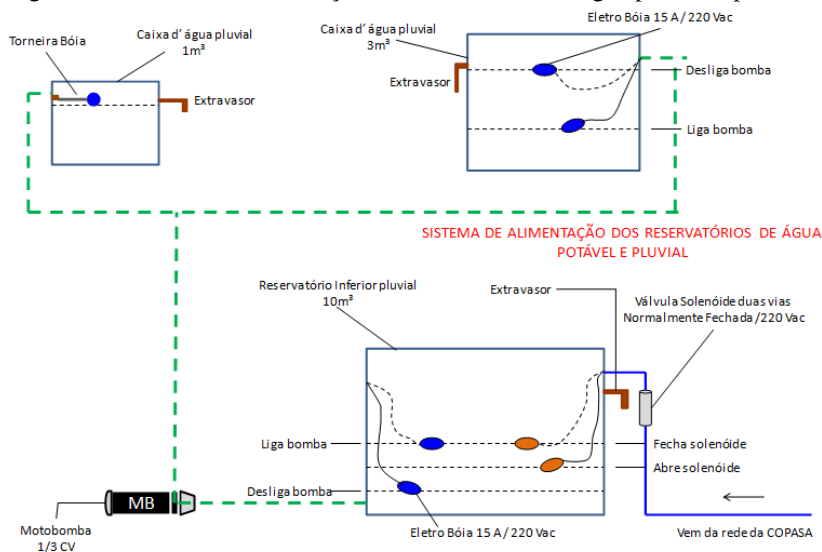 Caixa d' água pluvial
1m³
Torneira Bóia
Extravasor
Caixa d' água pluvial
3m³
Eletro Bóia 15 A / 220 Vac
Extravasor
Desliga bomba
Liga bomba
SISTEMA DE ALIMENTAÇÃO DOS RESERVATÓRIOS DE ÁGUA
POTÁVEL E PLUVIAL
Reservatório Inferior pluvial
10m³
Extravasor
Válvula Solenóide duas vias
Normalmente Fechada /220 Vac
Liga bomba
Fecha solenóide
Abre solenóide
Desliga bomba
MB
Motobomba
1/3 CV
Eletro Bóia 15 A / 220 Vac
Vem da rede da COPASA